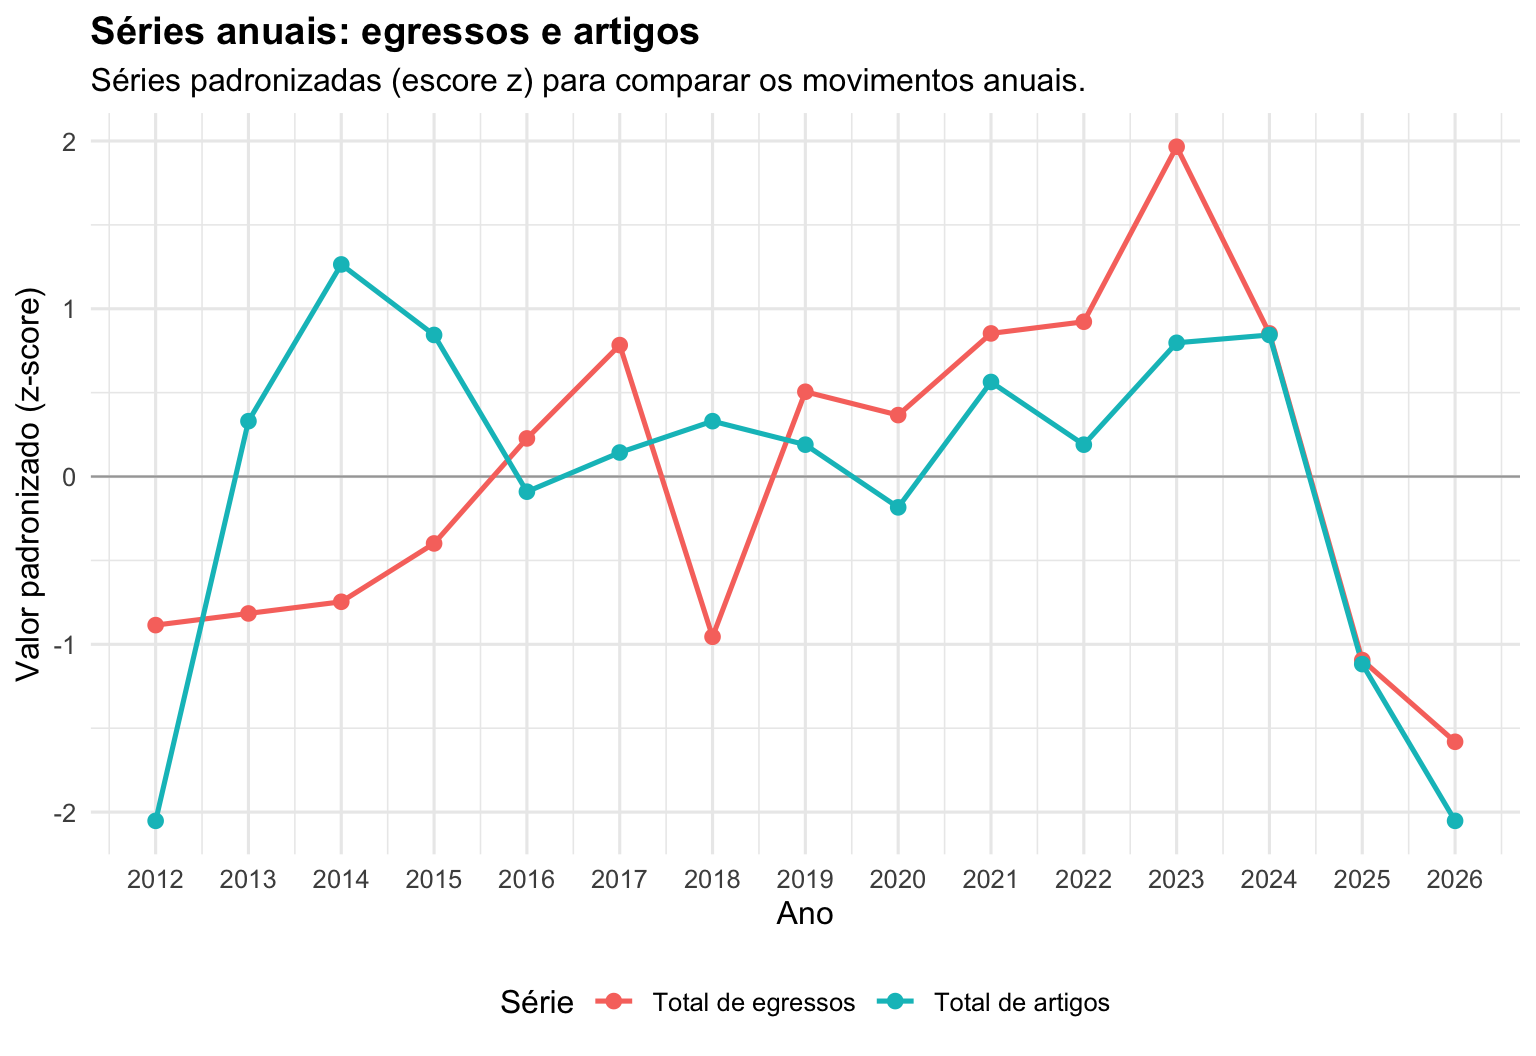 Séries anuais: egressos e artigos
Séries padronizadas (escore z) para comparar os movimentos anuais.
Valor padronizado (z-score)
2
1
0
-1
-2
2012 2013 2014 2015 2016 2017 2018 2019 2020 2021 2022 2023 2024 2025 2026
Ano
Série Total de egressos Total de artigos